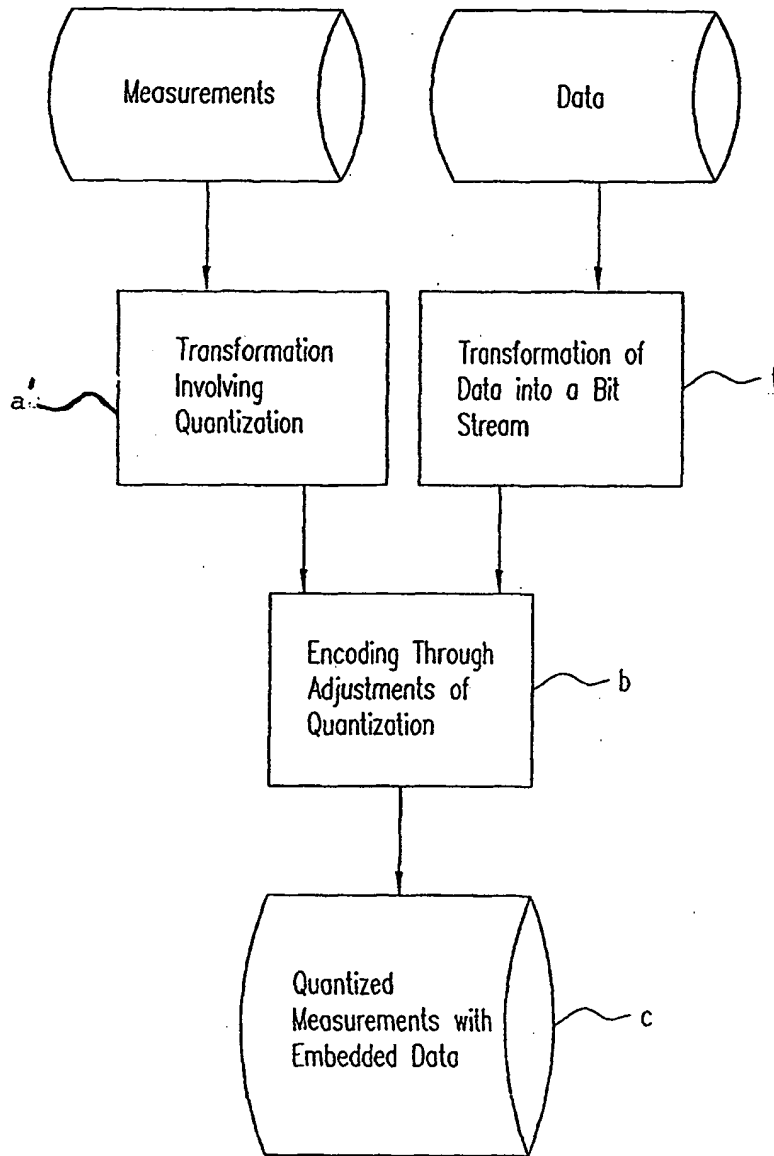 Measurements
Data
Transformation
Involving
Quantization
a'
Transformation of
Data into a Bit
Stream
Encoding Through
Adjustments of
Quantization
b
Quantized
Measurements with
Embedded Data
c